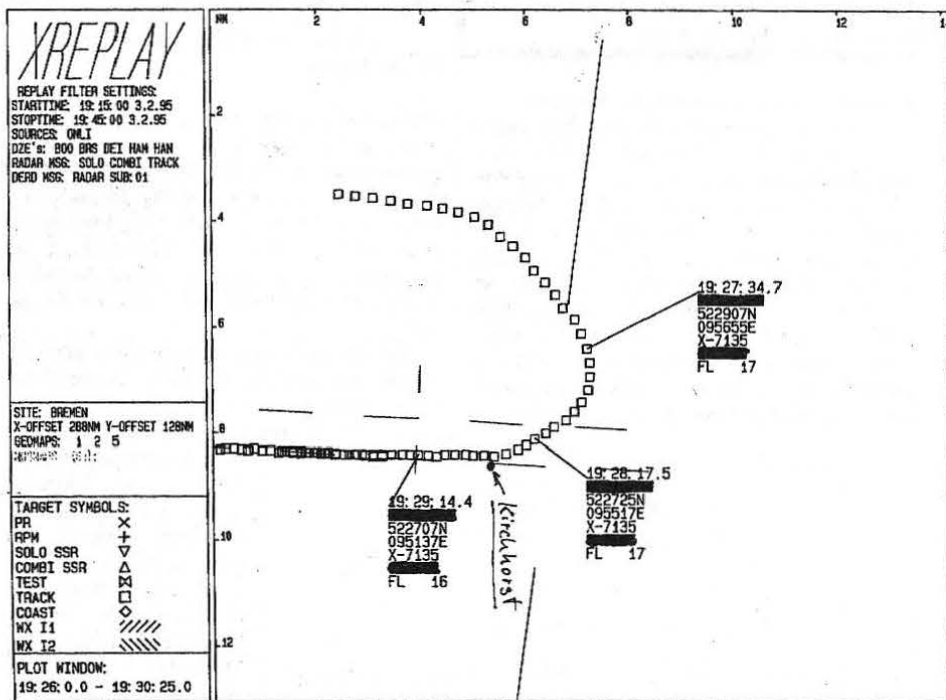 XREPLAY
REPLAY FILTER SETTINGS:
STARTTIME: 19:15:00 3.2.95
STOPTIME: 19:45:00 3.2.95
SOURCES: ONLI
DZE's: BOO BRS DEI HAM HAN
RADAR MSG: SOLO COMBI TRACK
DERD MSG: RADAR SUB:01
SITE: BREMEN
X-OFFSET 288NM Y-OFFSET 128NM
GEOMAPS: 1 2 5
TARGET SYMBOLS:
PR
RPM
SOLO SSR
COMBI SSR
TEST
TRACK
COAST
WX I1
WX I2
PLOT WINDOW:
19:26:0.0 - 19:30:25.0
NM
2
4
6
8
10
12
2
4
6
8
10
12
19:27:34.7
522907N
095655E
X-7135
FL 17
19:28:17.5
522725N
095517E
X-7135
FL 17
19:29:14.4
522707N
095137E
X-7135
FL 16
Kirchhorst